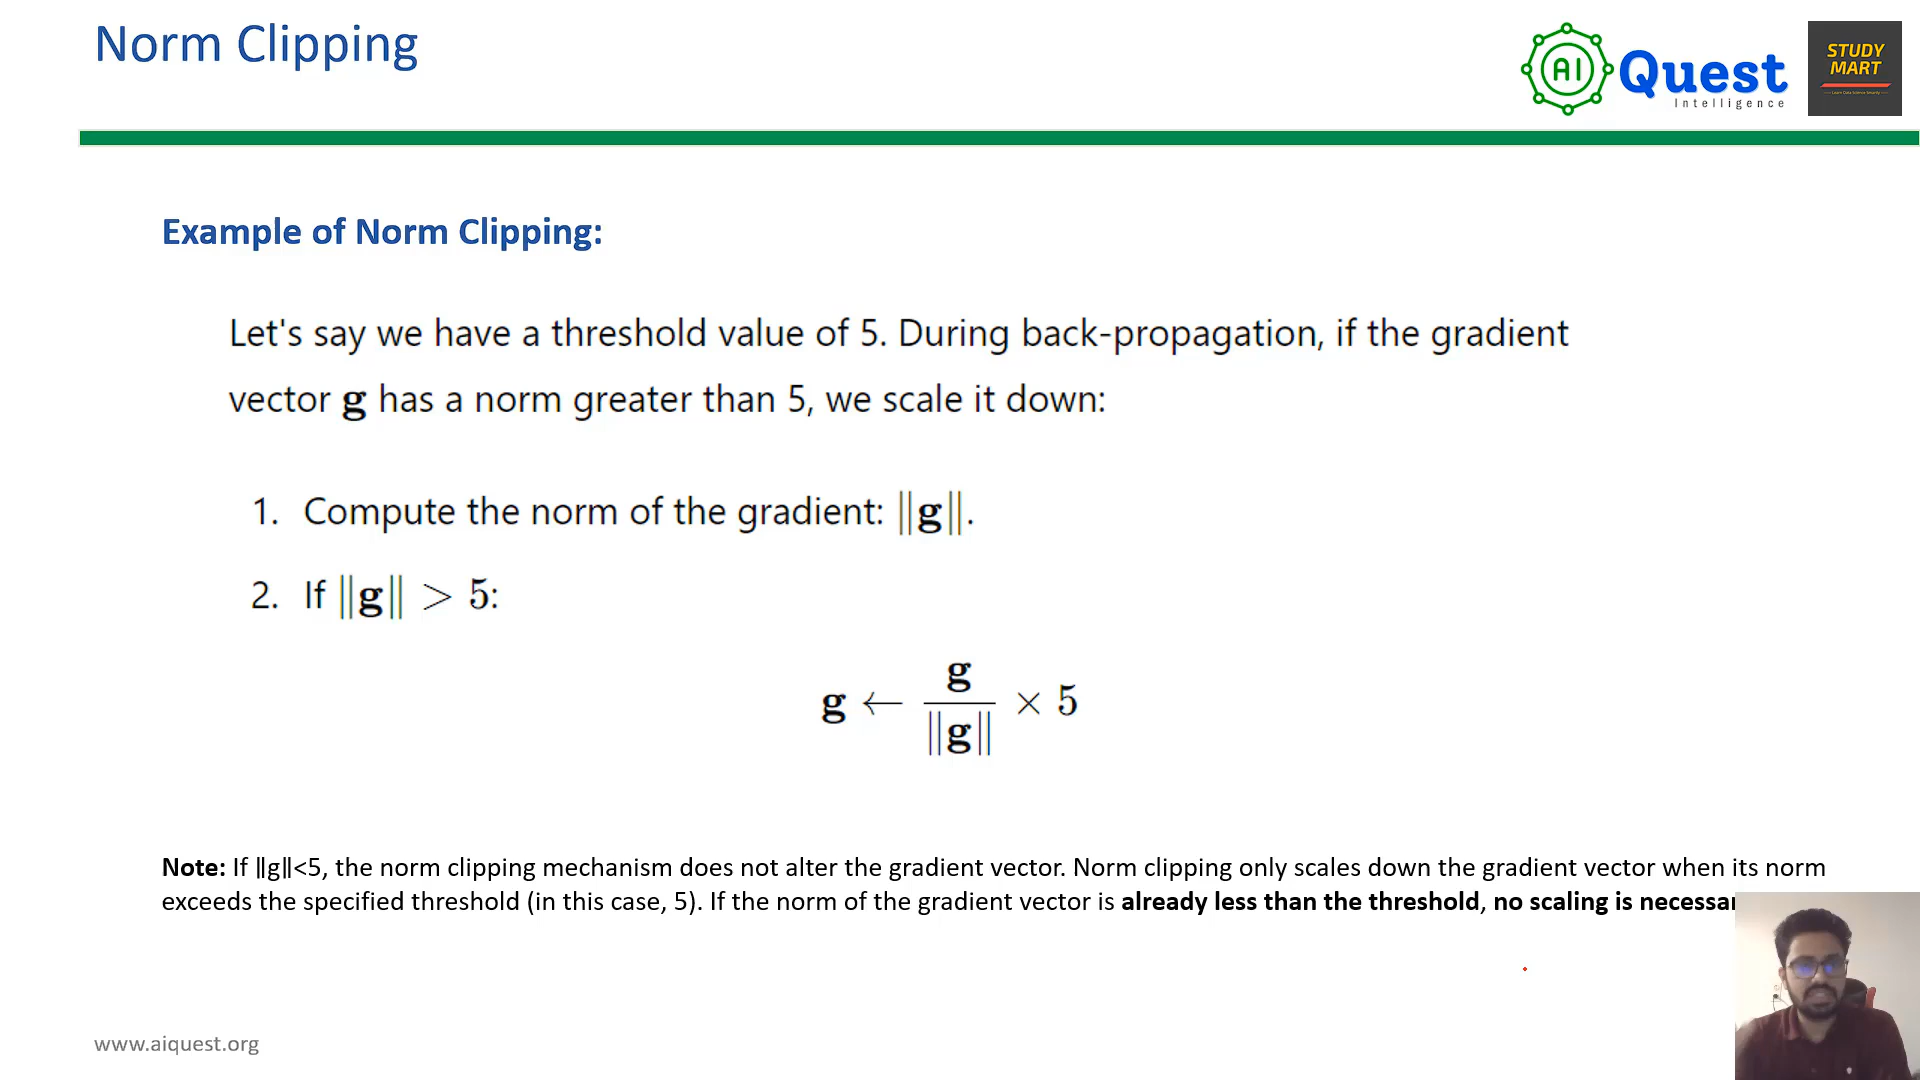 Norm Clipping
AI Quest
Intelligence
STUDY
MART
Example of Norm Clipping:
Let's say we have a threshold value of 5. During back-propagation, if the gradient
vector g has a norm greater than 5, we scale it down:
1. Compute the norm of the gradient: ‖g‖.
2. If ‖g‖ > 5:
g ← g / ‖g‖ × 5
Note: If ‖g‖<5, the norm clipping mechanism does not alter the gradient vector. Norm clipping only scales down the gradient vector when its norm
exceeds the specified threshold (in this case, 5). If the norm of the gradient vector is already less than the threshold, no scaling is
www.aiquest.org